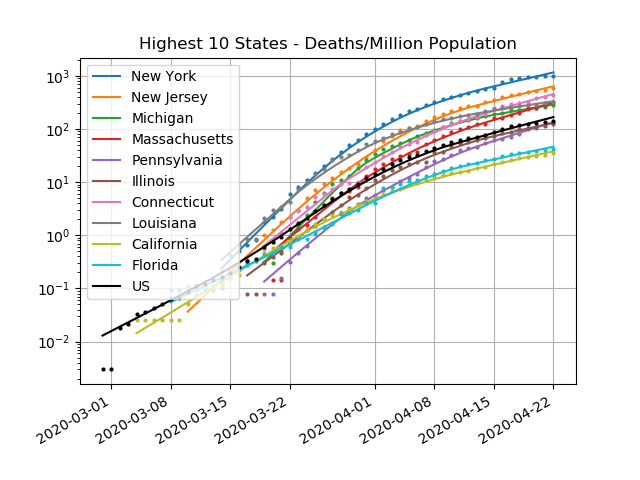 Highest 10 States - Deaths/Million Population
10³
10²
10¹
10⁰
10⁻¹
10⁻²
New York
New Jersey
Michigan
Massachusetts
Pennsylvania
Illinois
Connecticut
Louisiana
California
Florida
US
2020-03-01
2020-03-08
2020-03-15
2020-03-22
2020-04-01
2020-04-08
2020-04-15
2020-04-22